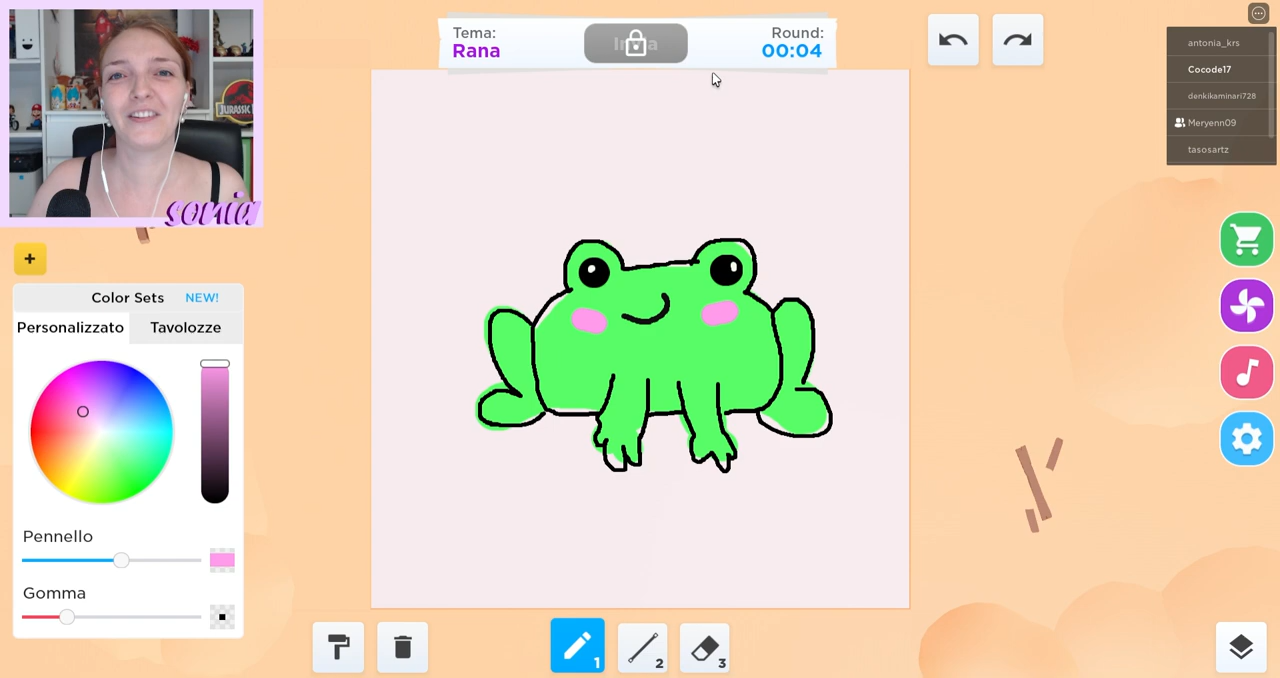 Tema:
Rana
Round:
00:04
antonia_krs
Cocode17
denkikaminari728
Meryenn09
tasosartz
JURASSIC
sonia
+
Color Sets NEW!
Personalizzato Tavolozze
Pennello
Gomma
1
2
3